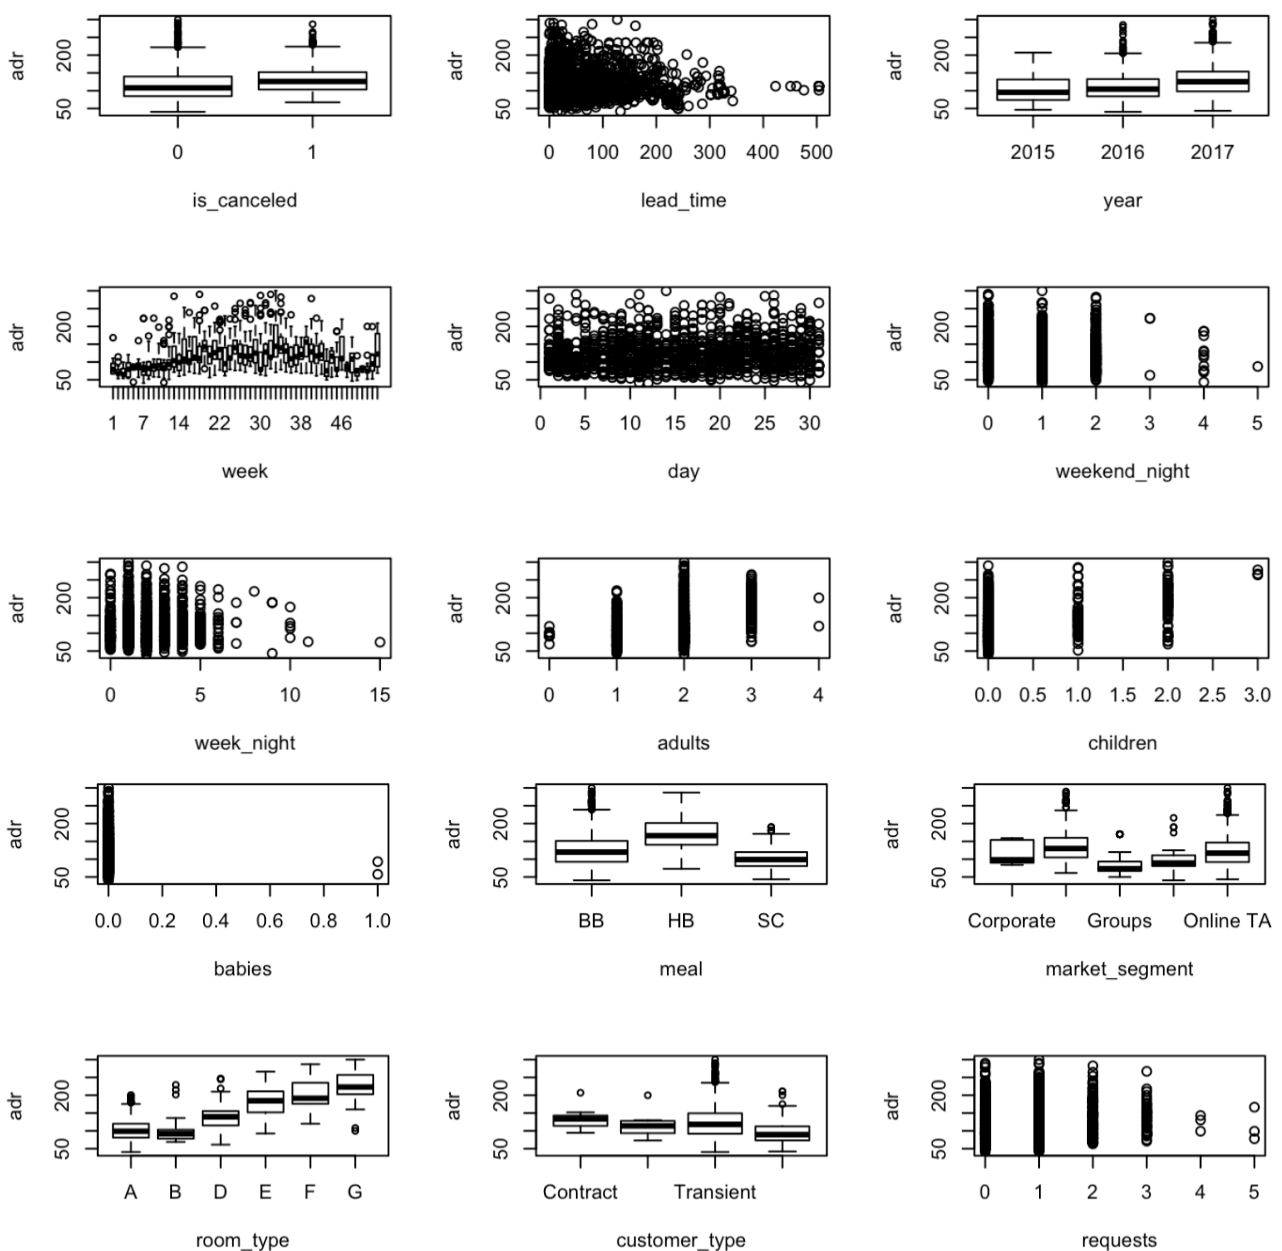 adr 200 50 0 1 is_canceled
adr 200 50 0 100 200 300 400 500 lead_time
adr 200 50 2015 2016 2017 year
adr 200 50 1 7 14 22 30 38 46 week
adr 200 50 0 5 10 15 20 25 30 day
adr 200 50 0 1 2 3 4 5 weekend_night
adr 200 50 0 5 10 15 week_night
adr 200 50 0 1 2 3 4 adults
adr 200 50 0.0 0.5 1.0 1.5 2.0 2.5 3.0 children
adr 200 50 0.0 0.2 0.4 0.6 0.8 1.0 babies
adr 200 50 BB HB SC meal
adr 200 50 Corporate Groups Online TA market_segment
adr 200 50 A B D E F G room_type
adr 200 50 Contract Transient customer_type
adr 200 50 0 1 2 3 4 5 requests